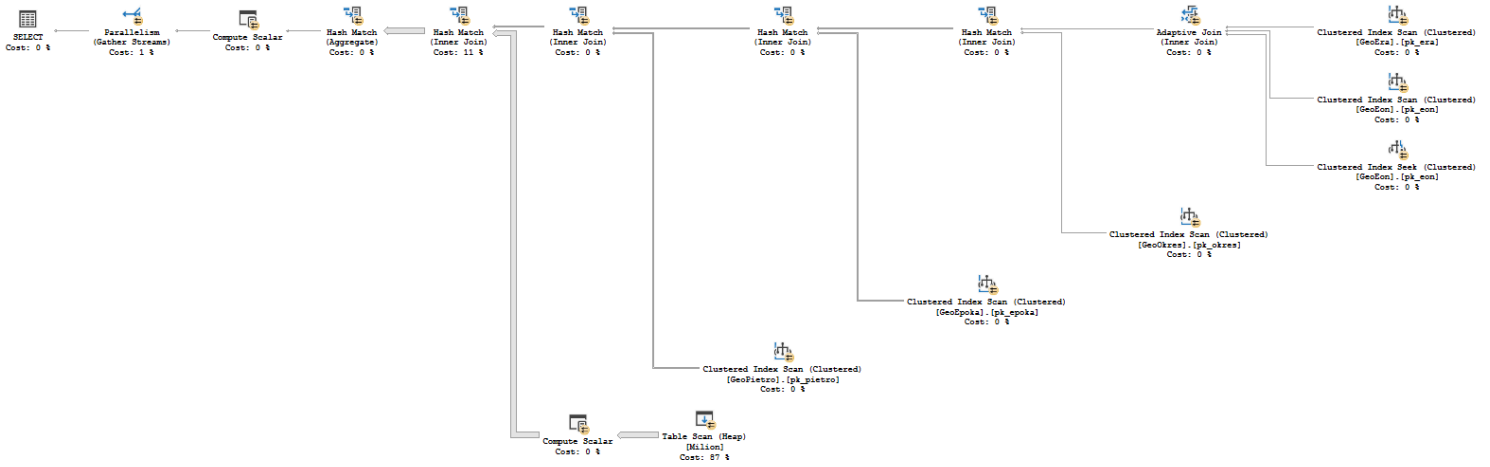 SELECT
Cost: 0 %
Parallelism
(Gather Streams)
Cost: 1 %
Compute Scalar
Cost: 0 %
Hash Match
(Aggregate)
Cost: 0 %
Hash Match
(Inner Join)
Cost: 11 %
Hash Match
(Inner Join)
Cost: 0 %
Hash Match
(Inner Join)
Cost: 0 %
Hash Match
(Inner Join)
Cost: 0 %
Adaptive Join
(Inner Join)
Cost: 0 %
Clustered Index Scan (Clustered)
[GeoEra].[pk_era]
Cost: 0 %
Clustered Index Scan (Clustered)
[GeoEon].[pk_eon]
Cost: 0 %
Clustered Index Seek (Clustered)
[GeoEon].[pk_eon]
Cost: 0 %
Clustered Index Scan (Clustered)
[GeoOkres].[pk_okres]
Cost: 0 %
Clustered Index Scan (Clustered)
[GeoEpoka].[pk_epoka]
Cost: 0 %
Clustered Index Scan (Clustered)
[GeoPietro].[pk_pietro]
Cost: 0 %
Compute Scalar
Cost: 0 %
Table Scan (Heap)
[Milion]
Cost: 87 %